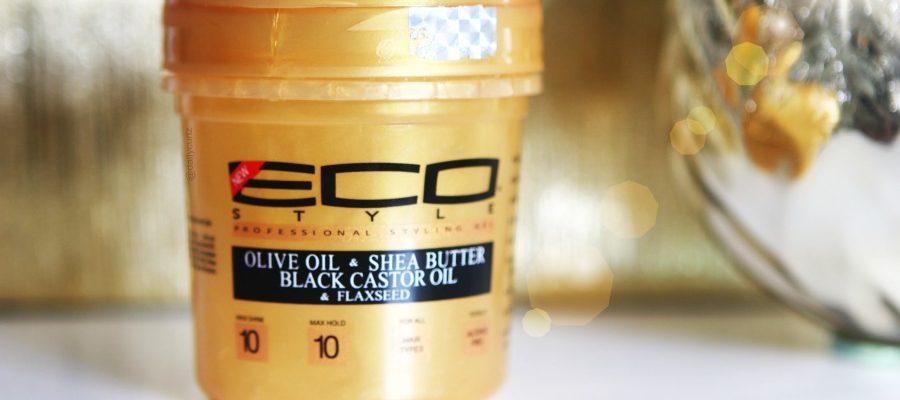 NEW
ECO
STYLE
PROFESSIONAL STYLING GEL
OLIVE OIL & SHEA BUTTER
BLACK CASTOR OIL
& FLAXSEED
MAX HOLD
FOR ALL
10
10
HAIR
TYPES